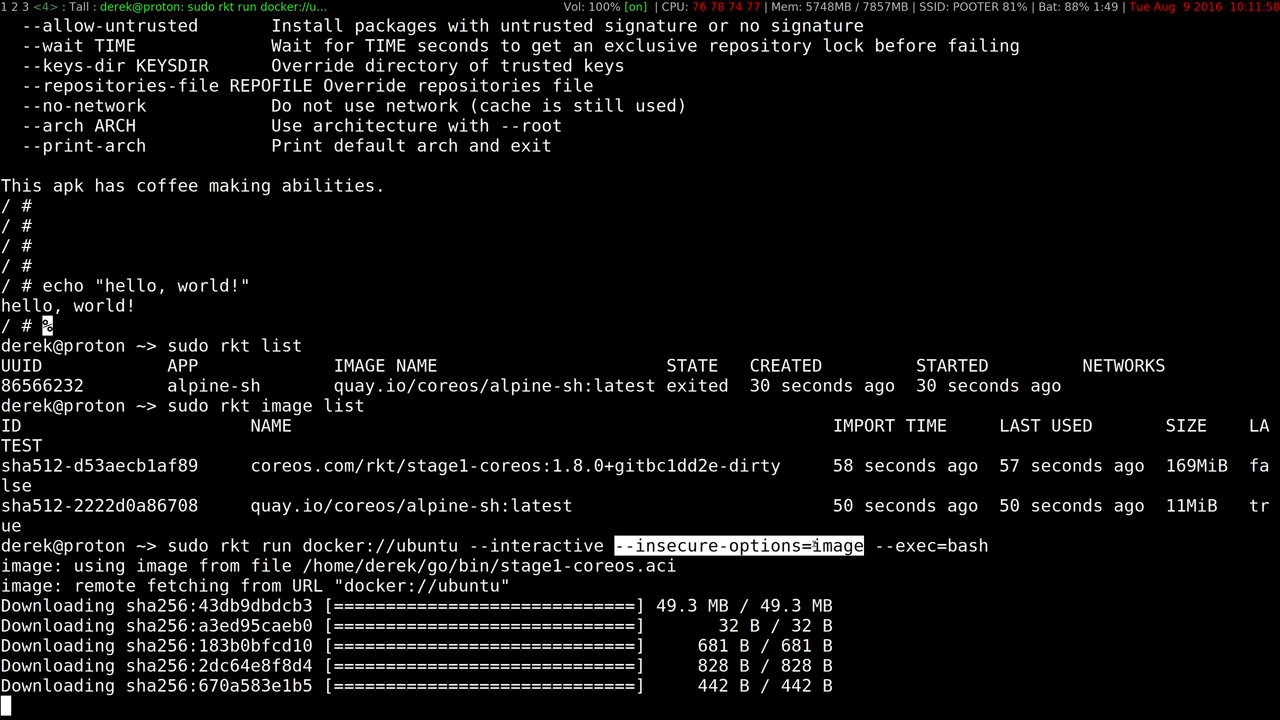 1 2 3 <4> : Tall : derek@proton: sudo rkt run docker://u... Vol: 100% [on] | CPU: 76 78 74 77 | Mem: 5748MB / 7857MB | SSID: POOTER 81% | Bat: 88% 1:49 | Tue Aug  9 2016  10:11:58
  --allow-untrusted       Install packages with untrusted signature or no signature
  --wait TIME             Wait for TIME seconds to get an exclusive repository lock before failing
  --keys-dir KEYSDIR      Override directory of trusted keys
  --repositories-file REPOFILE Override repositories file
  --no-network            Do not use network (cache is still used)
  --arch ARCH             Use architecture with --root
  --print-arch            Print default arch and exit

This apk has coffee making abilities.
/ #
/ #
/ #
/ #
/ # echo "hello, world!"
hello, world!
/ # %
derek@proton ~> sudo rkt list
UUID            APP             IMAGE NAME                      STATE   CREATED         STARTED         NETWORKS
86566232        alpine-sh       quay.io/coreos/alpine-sh:latest exited  30 seconds ago  30 seconds ago
derek@proton ~> sudo rkt image list
ID                      NAME                                                    IMPORT TIME     LAST USED       SIZE    LA
TEST
sha512-d53aecb1af89     coreos.com/rkt/stage1-coreos:1.8.0+gitbc1dd2e-dirty     58 seconds ago  57 seconds ago  169MiB  fa
lse
sha512-2222d0a86708     quay.io/coreos/alpine-sh:latest                         50 seconds ago  50 seconds ago  11MiB   tr
ue
derek@proton ~> sudo rkt run docker://ubuntu --interactive --insecure-options=image --exec=bash
image: using image from file /home/derek/go/bin/stage1-coreos.aci
image: remote fetching from URL "docker://ubuntu"
Downloading sha256:43db9dbdcb3 [=============================] 49.3 MB / 49.3 MB
Downloading sha256:a3ed95caeb0 [=============================]       32 B / 32 B
Downloading sha256:183b0bfcd10 [=============================]     681 B / 681 B
Downloading sha256:2dc64e8f8d4 [=============================]     828 B / 828 B
Downloading sha256:670a583e1b5 [=============================]     442 B / 442 B